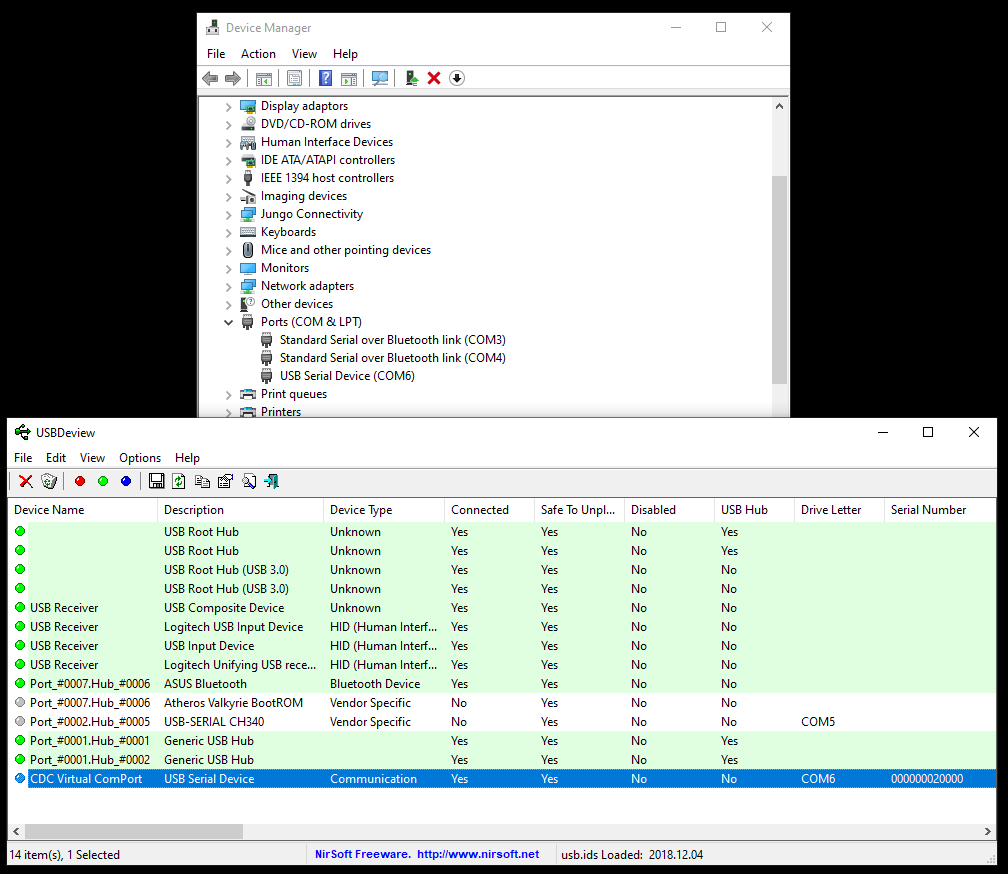 Device Manager
File Action View Help
Display adaptors
DVD/CD-ROM drives
Human Interface Devices
IDE ATA/ATAPI controllers
IEEE 1394 host controllers
Imaging devices
Jungo Connectivity
Keyboards
Mice and other pointing devices
Monitors
Network adapters
Other devices
Ports (COM & LPT)
Standard Serial over Bluetooth link (COM3)
Standard Serial over Bluetooth link (COM4)
USB Serial Device (COM6)
Print queues
Printers
USBDeview
File Edit View Options Help
Device Name Description Device Type Connected Safe To Unpl... Disabled USB Hub Drive Letter Serial Number
USB Root Hub Unknown Yes Yes No Yes
USB Root Hub Unknown Yes Yes No Yes
USB Root Hub (USB 3.0) Unknown Yes Yes No No
USB Root Hub (USB 3.0) Unknown Yes Yes No No
USB Receiver USB Composite Device Unknown Yes Yes No No
USB Receiver Logitech USB Input Device HID (Human Interf... Yes Yes No No
USB Receiver USB Input Device HID (Human Interf... Yes Yes No No
USB Receiver Logitech Unifying USB rece... HID (Human Interf... Yes Yes No No
Port_#0007.Hub_#0006 ASUS Bluetooth Bluetooth Device Yes Yes No No
Port_#0007.Hub_#0006 Atheros Valkyrie BootROM Vendor Specific No Yes No No
Port_#0002.Hub_#0005 USB-SERIAL CH340 Vendor Specific No Yes No No COM5
Port_#0001.Hub_#0001 Generic USB Hub Yes Yes No Yes
Port_#0001.Hub_#0002 Generic USB Hub Yes Yes No Yes
CDC Virtual ComPort USB Serial Device Communication Yes Yes No No COM6 000000020000
14 item(s), 1 Selected NirSoft Freeware. http://www.nirsoft.net usb.ids Loaded: 2018.12.04